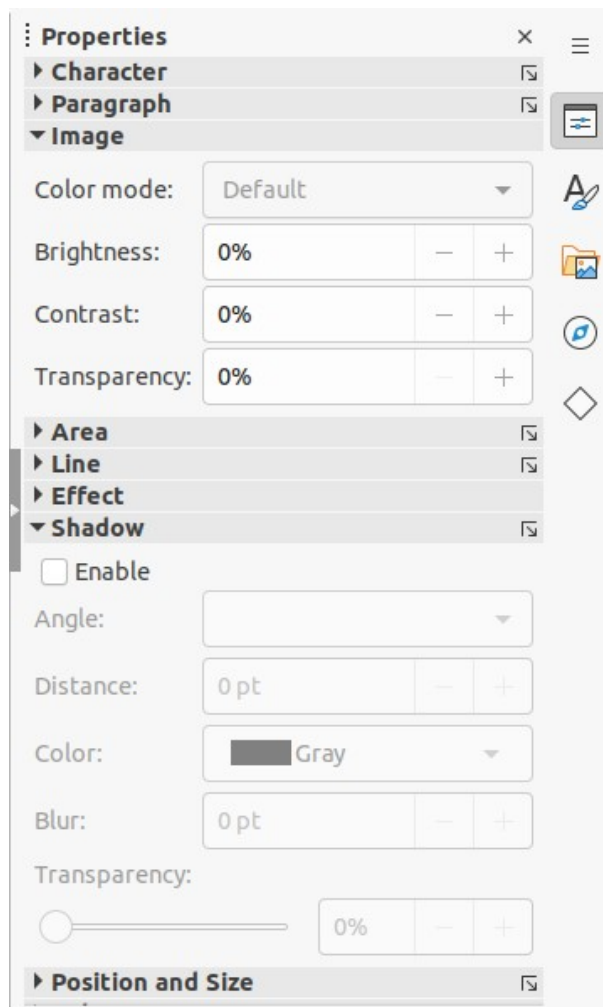 Properties
Character
Paragraph
Image
Color mode: Default
Brightness: 0%
Contrast: 0%
Transparency: 0%
Area
Line
Effect
Shadow
Enable
Angle:
Distance: 0 pt
Color: Gray
Blur: 0 pt
Transparency:
0%
Position and Size